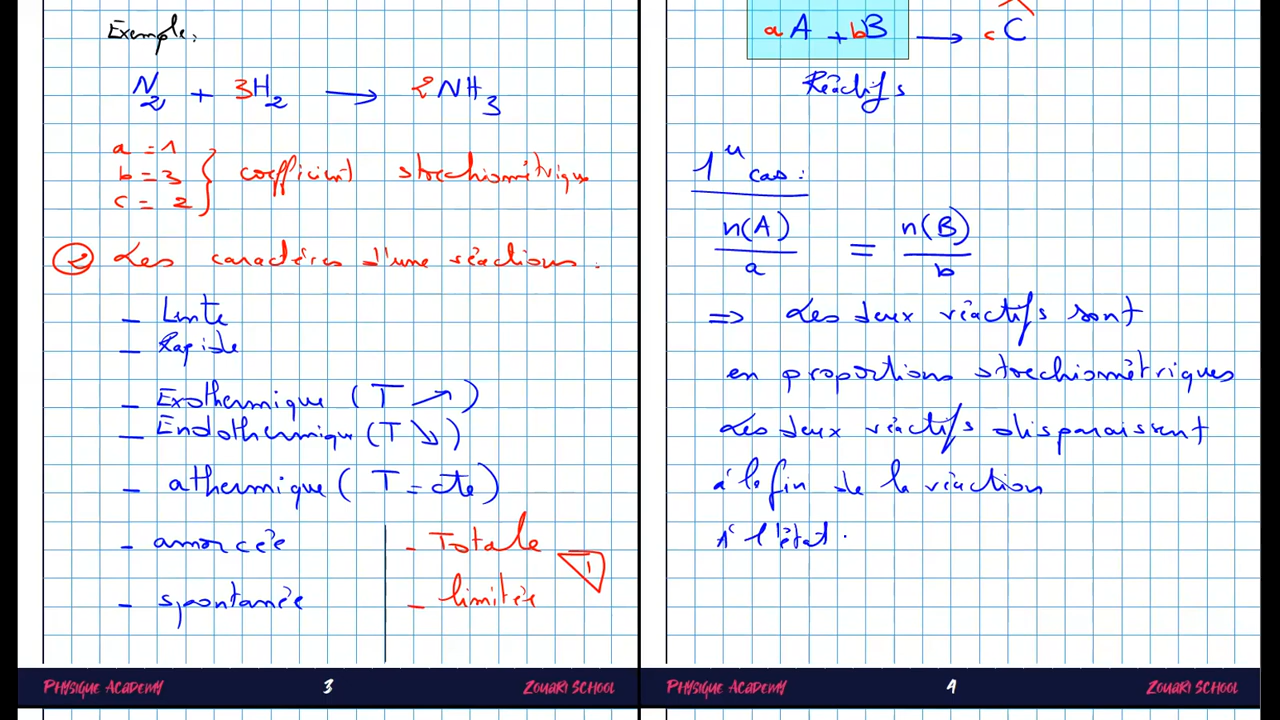 Exemple:
N2 + 3H2 → 2NH3
a = 1
b = 3 } coefficient stœchiométrique
c = 2
② Les caractères d'une réactions :
- Lente
- Rapide
- Exothermique ( T ↗ )
- Endothermique ( T ↘ )
- athermique ( T = cte )
- amorcée
- spontanée
- Totale
- limitée
PHYSIQUE ACADEMY 3 ZOUARI SCHOOL
aA + bB → cC
Réactifs
1er cas :
n(A)/a = n(B)/b
⇒ Les deux réactifs sont
en proportions stœchiométriques
Les deux réactifs disparaissent
à la fin de la réaction
à l'état.
PHYSIQUE ACADEMY 4 ZOUARI SCHOOL